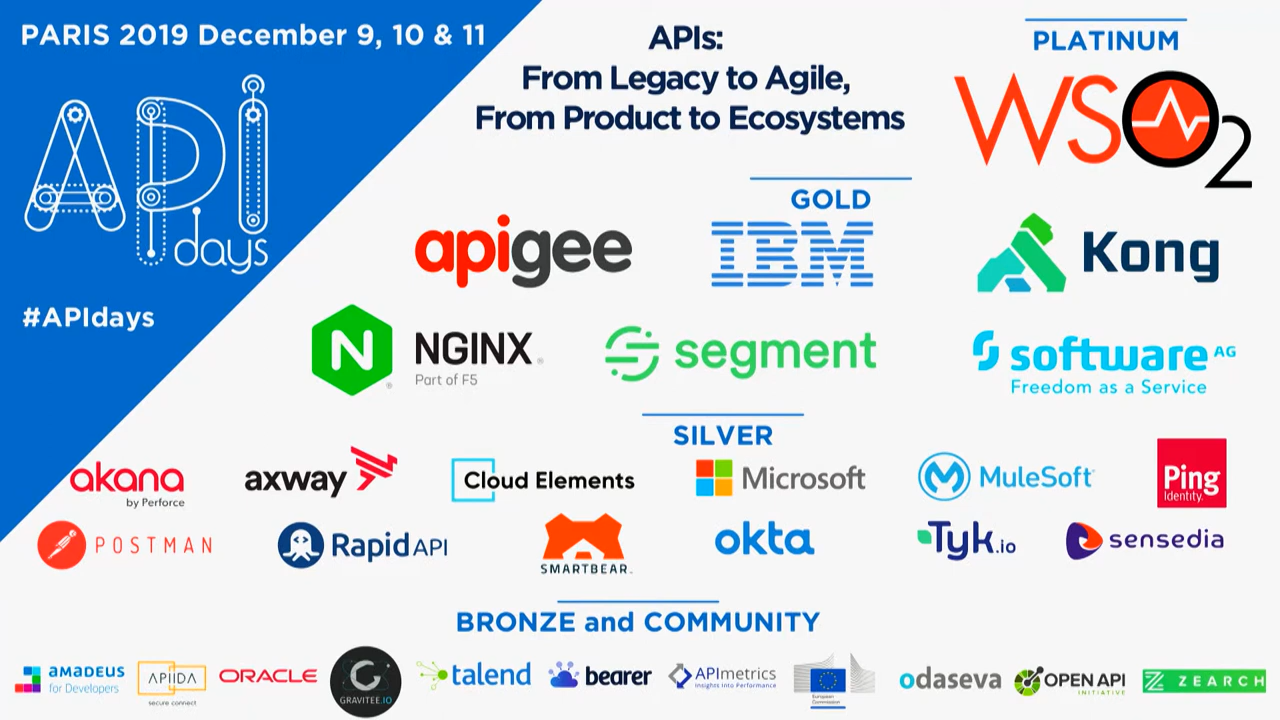 PARIS 2019 December 9, 10 & 11
API
days
#APIdays
APIs:
From Legacy to Agile,
From Product to Ecosystems
PLATINUM
WSO2
GOLD
apigee
IBM
Kong
N
NGINX
Part of F5
segment
software AG
Freedom as a Service
SILVER
akana
by Perforce
axway
Cloud Elements
Microsoft
MuleSoft
Ping
Identity.
POSTMAN
Rapid API
SMARTBEAR
okta
Tyk.io
sensedia
BRONZE and COMMUNITY
amadeus
for Developers
APIIDA
secure connect
ORACLE
G
GRAVITEE.IO
talend
bearer
APImetrics
Insights into Performance
European
Commission
odaseva
OPEN API
INITIATIVE
ZEARCH